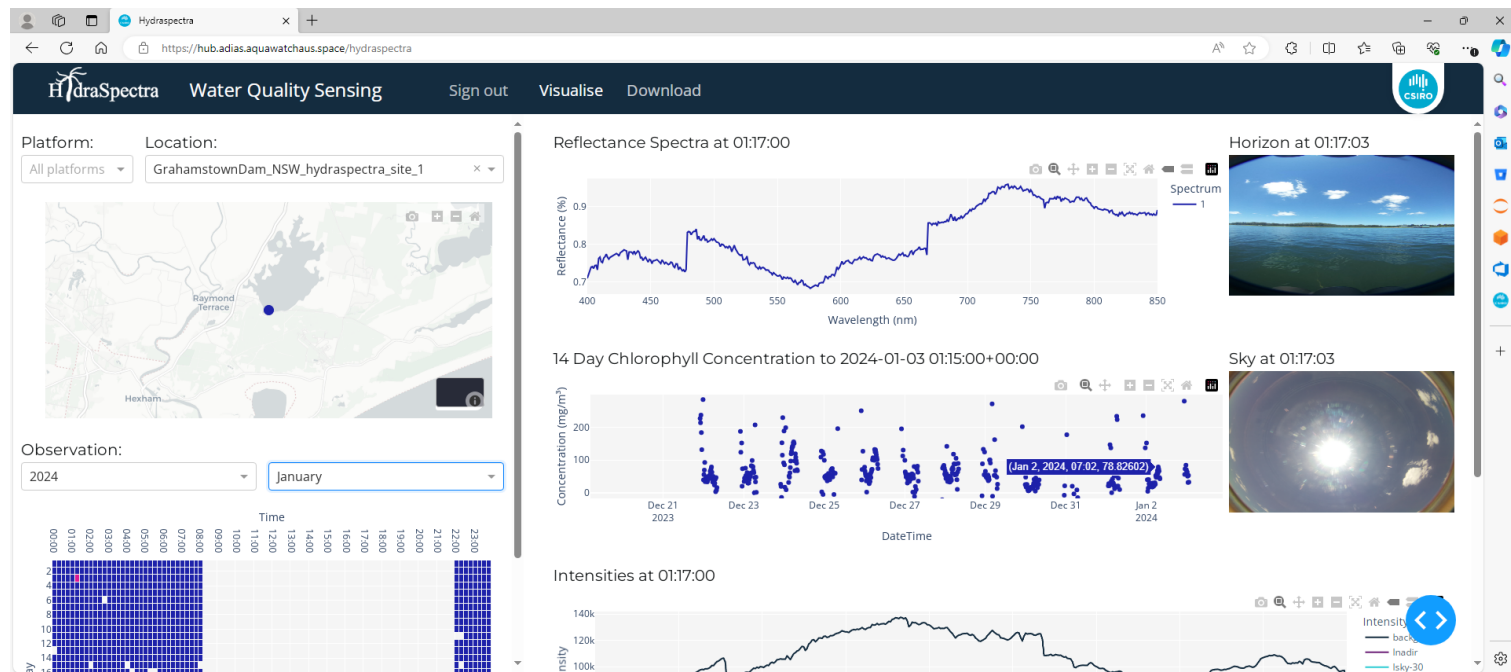 Hydraspectra
https://hub.adias.aquawatchaus.space/hydraspectra
HydraSpectra Water Quality Sensing Sign out Visualise Download
CSIRO
Platform: Location:
All platforms GrahamstownDam_NSW_hydraspectra_site_1
Raymond
Terrace
Hexham
Observation:
2024 January
Time
00:00 01:00 02:00 03:00 04:00 05:00 06:00 07:00 08:00 09:00 10:00 11:00 12:00 13:00 14:00 15:00 16:00 17:00 18:00 19:00 20:00 21:00 22:00 23:00
2
4
6
8
10
12
14
Reflectance Spectra at 01:17:00
Reflectance (%)
0.9
0.8
0.7
400 450 500 550 600 650 700 750 800 850
Wavelength (nm)
Spectrum
1
Horizon at 01:17:03
14 Day Chlorophyll Concentration to 2024-01-03 01:15:00+00:00
Concentration (mg/m³)
200
100
0
(Jan 2, 2024, 07:02, 78.82602)
Dec 21 Dec 23 Dec 25 Dec 27 Dec 29 Dec 31 Jan 2
2023 2024
DateTime
Sky at 01:17:03
Intensities at 01:17:00
140k
120k
100k
Intensity
lnadir
lsky-30